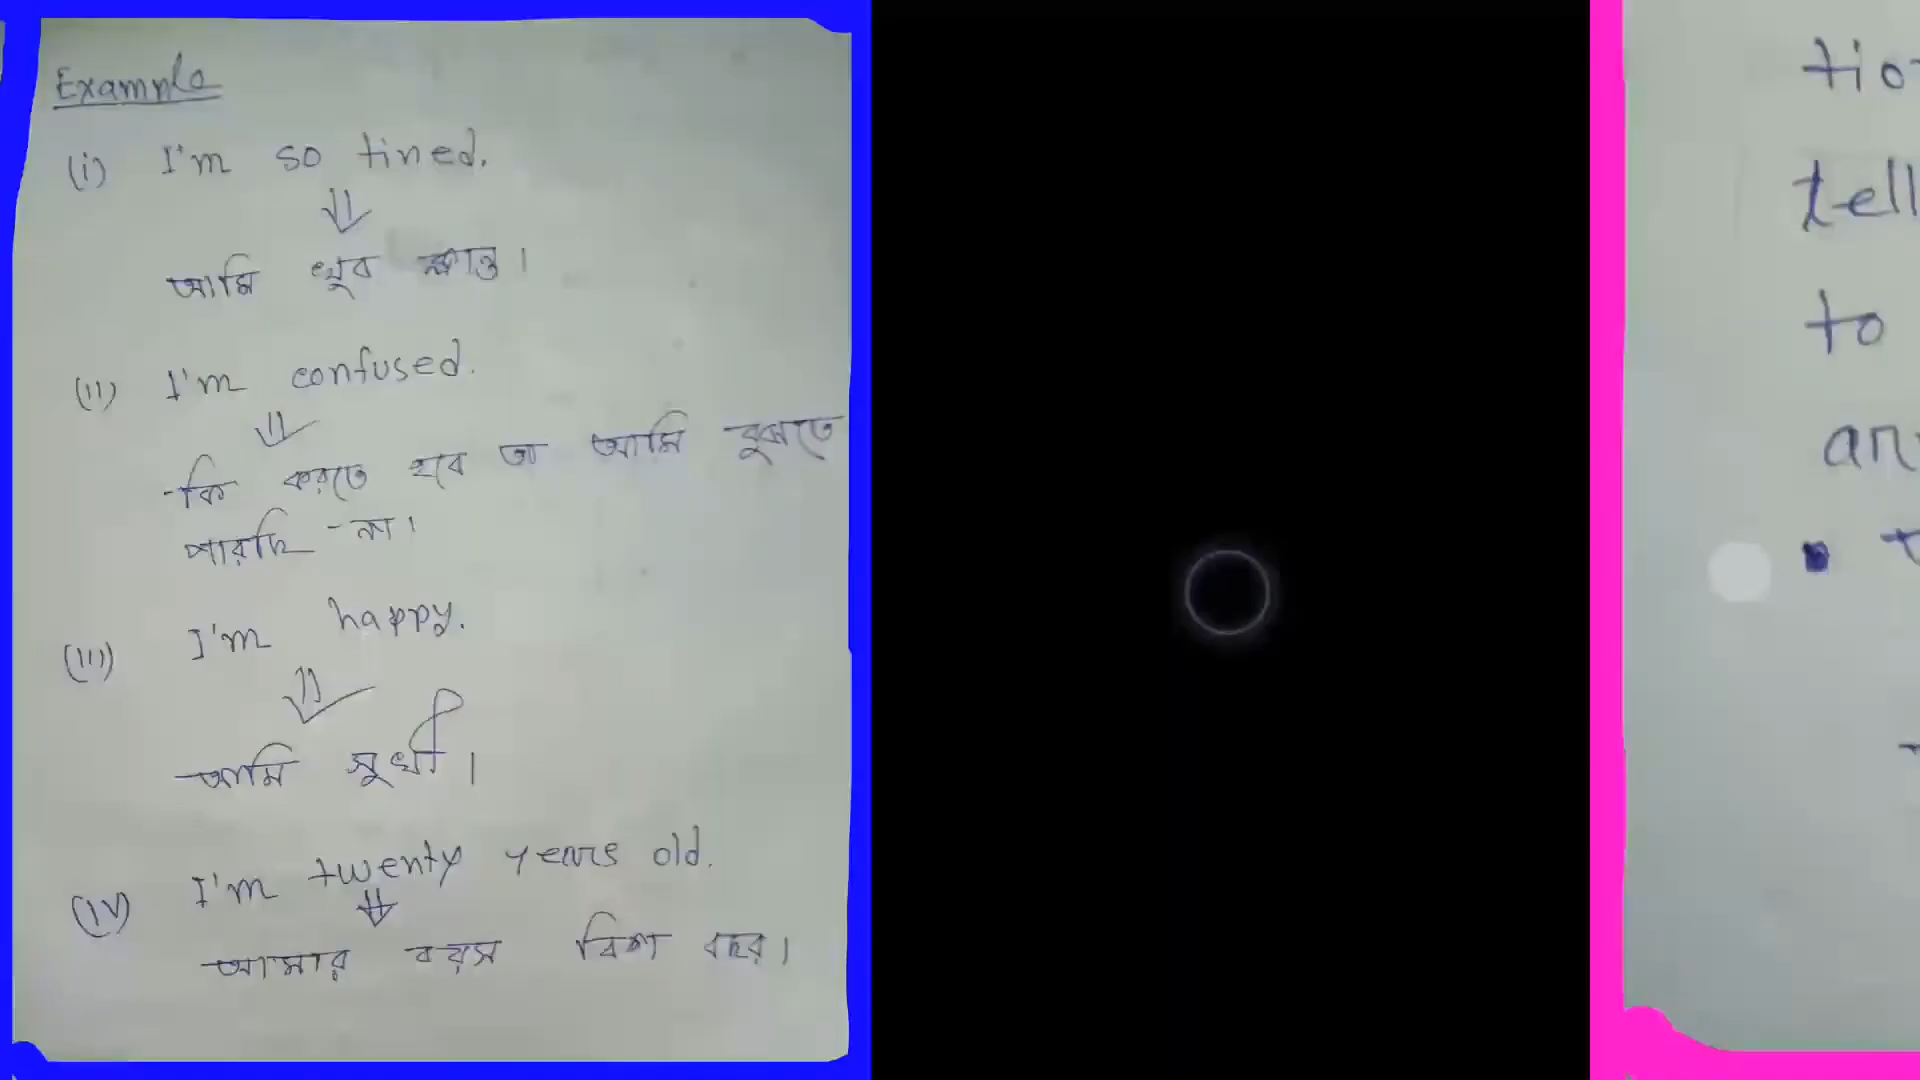 Example
(i) I'm so tired.
আমি খুব ক্লান্ত।
(ii) I'm confused.
কি করতে হবে তা আমি বুঝতে
পারছি না।
(iii) I'm happy.
আমি সুখী।
(iv) I'm twenty years old.
আমার বয়স বিশ বছর।
tio
tell
to